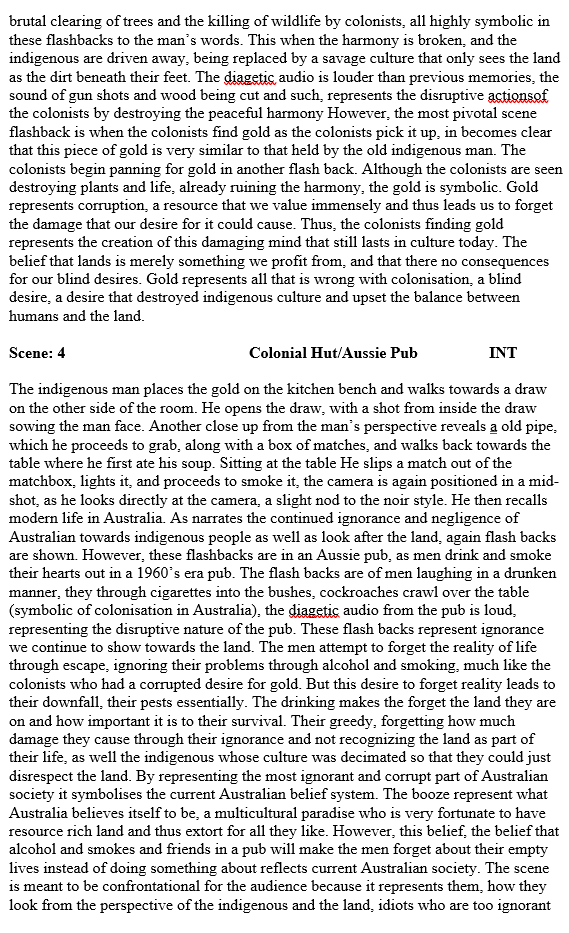 brutal clearing of trees and the killing of wildlife by colonists, all highly symbolic in
these flashbacks to the man's words. This when the harmony is broken, and the
indigenous are driven away, being replaced by a savage culture that only sees the land
as the dirt beneath their feet. The diagetic audio is louder than previous memories, the
sound of gun shots and wood being cut and such, represents the disruptive actionsof
the colonists by destroying the peaceful harmony However, the most pivotal scene
flashback is when the colonists find gold as the colonists pick it up, in becomes clear
that this piece of gold is very similar to that held by the old indigenous man. The
colonists begin panning for gold in another flash back. Although the colonists are seen
destroying plants and life, already ruining the harmony, the gold is symbolic. Gold
represents corruption, a resource that we value immensely and thus leads us to forget
the damage that our desire for it could cause. Thus, the colonists finding gold
represents the creation of this damaging mind that still lasts in culture today. The
belief that lands is merely something we profit from, and that there no consequences
for our blind desires. Gold represents all that is wrong with colonisation, a blind
desire, a desire that destroyed indigenous culture and upset the balance between
humans and the land.
Scene: 4 Colonial Hut/Aussie Pub INT
The indigenous man places the gold on the kitchen bench and walks towards a draw
on the other side of the room. He opens the draw, with a shot from inside the draw
sowing the man face. Another close up from the man's perspective reveals a old pipe,
which he proceeds to grab, along with a box of matches, and walks back towards the
table where he first ate his soup. Sitting at the table He slips a match out of the
matchbox, lights it, and proceeds to smoke it, the camera is again positioned in a mid-
shot, as he looks directly at the camera, a slight nod to the noir style. He then recalls
modern life in Australia. As narrates the continued ignorance and negligence of
Australian towards indigenous people as well as look after the land, again flash backs
are shown. However, these flashbacks are in an Aussie pub, as men drink and smoke
their hearts out in a 1960's era pub. The flash backs are of men laughing in a drunken
manner, they through cigarettes into the bushes, cockroaches crawl over the table
(symbolic of colonisation in Australia), the diagetic audio from the pub is loud,
representing the disruptive nature of the pub. These flash backs represent ignorance
we continue to show towards the land. The men attempt to forget the reality of life
through escape, ignoring their problems through alcohol and smoking, much like the
colonists who had a corrupted desire for gold. But this desire to forget reality leads to
their downfall, their pests essentially. The drinking makes the forget the land they are
on and how important it is to their survival. Their greedy, forgetting how much
damage they cause through their ignorance and not recognizing the land as part of
their life, as well the indigenous whose culture was decimated so that they could just
disrespect the land. By representing the most ignorant and corrupt part of Australian
society it symbolises the current Australian belief system. The booze represent what
Australia believes itself to be, a multicultural paradise who is very fortunate to have
resource rich land and thus extort for all they like. However, this belief, the belief that
alcohol and smokes and friends in a pub will make the men forget about their empty
lives instead of doing something about reflects current Australian society. The scene
is meant to be confrontational for the audience because it represents them, how they
look from the perspective of the indigenous and the land, idiots who are too ignorant